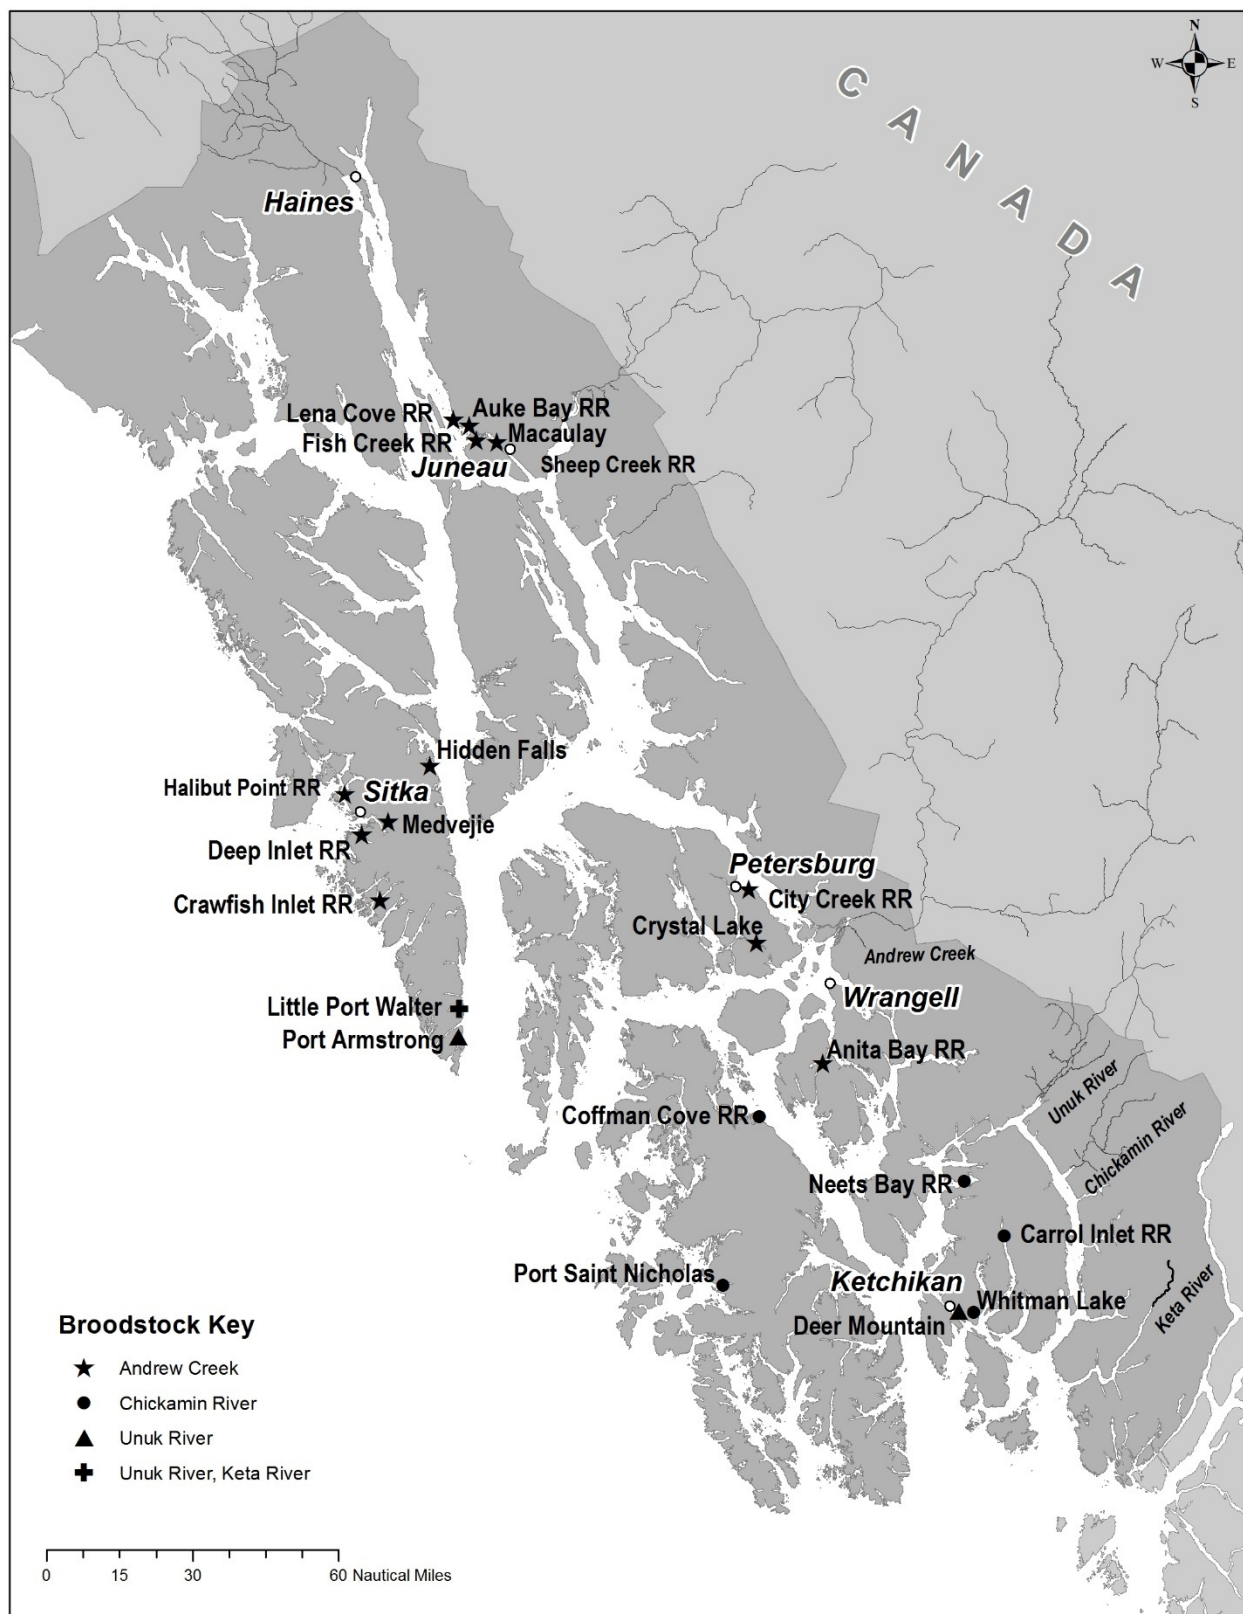 N
W
E
S
CANADA
Haines
Lena Cove RR
Auke Bay RR
Fish Creek RR
Macaulay
Juneau
Sheep Creek RR
Hidden Falls
Halibut Point RR
Sitka
Medvejie
Deep Inlet RR
Petersburg
City Creek RR
Crawfish Inlet RR
Crystal Lake
Andrew Creek
Wrangell
Little Port Walter
Port Armstrong
Anita Bay RR
Unuk River
Coffman Cove RR
Chickamin River
Neets Bay RR
Carrol Inlet RR
Port Saint Nicholas
Ketchikan
Keta River
Whitman Lake
Deer Mountain
Broodstock Key
Andrew Creek
Chickamin River
Unuk River
Unuk River, Keta River
0 15 30 60 Nautical Miles